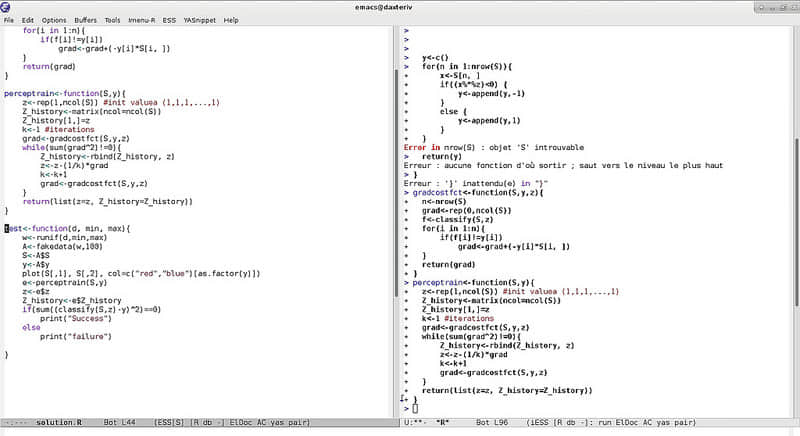 emacs@daxteriv
File Edit Options Buffers Tools Imenu-R ESS YASnippet Help
for(i in 1:n){
if(f[i]!=y[i])
grad<-grad+(-y[i]*S[i, ])
}
return(grad)
}
perceptrain<-function(S,y){
z<-rep(1,ncol(S)) #init valuea (1,1,1,...,1)
Z_history<-matrix(ncol=ncol(S))
Z_history[1,]=z
k<-1 #iterations
grad<-gradcostfct(S,y,z)
while(sum(grad^2)!=0){
Z_history<-rbind(Z_history, z)
z<-z-(1/k)*grad
k<-k+1
grad<-gradcostfct(S,y,z)
}
return(list(z=z, Z_history=Z_history))
}
test<-function(d, min, max){
w<-runif(d,min,max)
A<-fakedata(w,100)
S<-A$S
y<-A$y
plot(S[,1], S[,2], col=c("red","blue")[as.factor(y)])
e<-perceptrain(S,y)
z<-e$z
Z_history<-e$Z_history
if(sum((classify(S,z)-y)^2)==0)
print("Success")
else
print("failure")
}
-:--- solution.R Bot L44 (ESS[S] [R db -] ElDoc AC yas pair)
>
>
>
> y<-c()
> for(n in 1:nrow(S)){
+ x<-S[n, ]
+ if((x%*%z)<0) {
+ y<-append(y,-1)
+ }
+ else {
+ y<-append(y,1)
+ }
+ }
Error in nrow(S) : objet 'S' introuvable
> return(y)
Erreur : aucune fonction d'où sortir ; saut vers le niveau le plus haut
> }
Erreur : '}' inattendu(e) in "}"
> gradcostfct<-function(S,y,z){
+ n<-nrow(S)
+ grad<-rep(0,ncol(S))
+ f<-classify(S,z)
+ for(i in 1:n){
+ if(f[i]!=y[i])
+ grad<-grad+(-y[i]*S[i, ])
+ }
+ return(grad)
+ }
> perceptrain<-function(S,y){
+ z<-rep(1,ncol(S)) #init valuea (1,1,1,...,1)
+ Z_history<-matrix(ncol=ncol(S))
+ Z_history[1,]=z
+ k<-1 #iterations
+ grad<-gradcostfct(S,y,z)
+ while(sum(grad^2)!=0){
+ Z_history<-rbind(Z_history, z)
+ z<-z-(1/k)*grad
+ k<-k+1
+ grad<-gradcostfct(S,y,z)
+ }
+ return(list(z=z, Z_history=Z_history))
+ }
>
U:**- *R* Bot L96 (iESS [R db -]: run ElDoc AC yas pair)